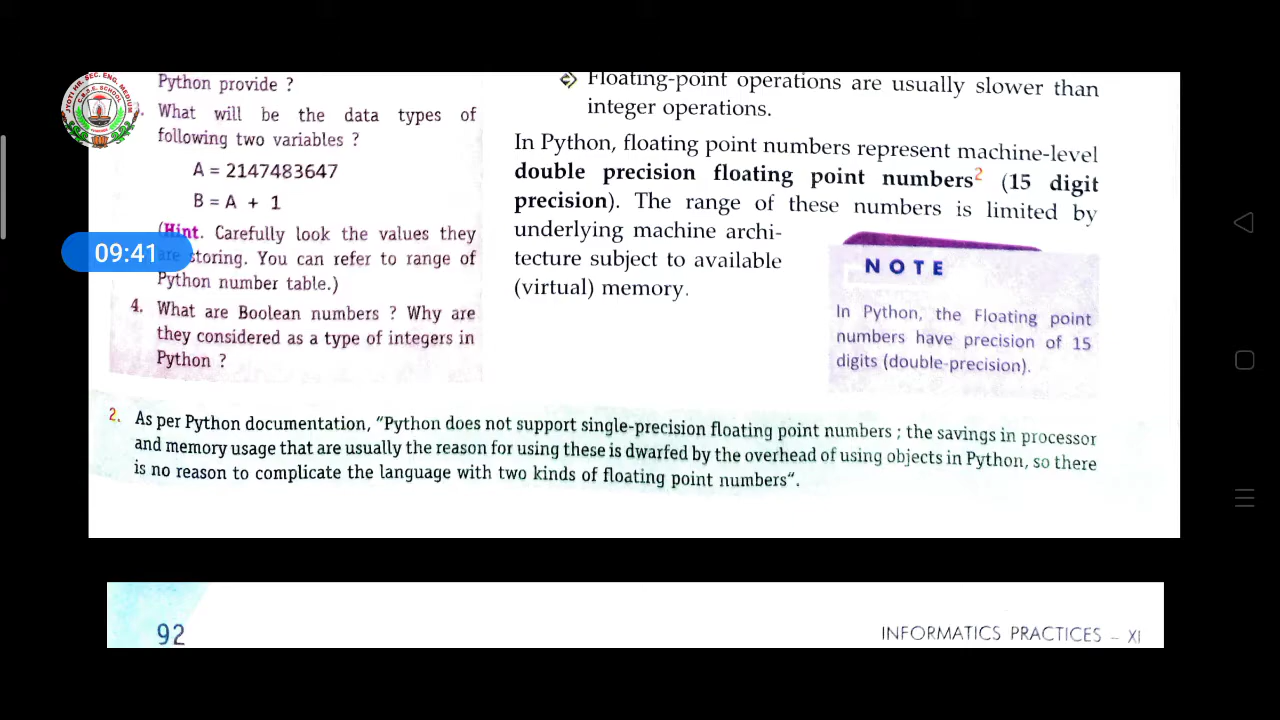 Python provide ?
What will be the data types of
following two variables ?
A = 2147483647
B = A + 1
(Hint. Carefully look the values they
are storing. You can refer to range of
Python number table.)
4. What are Boolean numbers ? Why are
they considered as a type of integers in
Python ?
Floating-point operations are usually slower than
integer operations.
In Python, floating point numbers represent machine-level
double precision floating point numbers2 (15 digit
precision). The range of these numbers is limited by
underlying machine archi-
tecture subject to available
(virtual) memory.
NOTE
In Python, the Floating point
numbers have precision of 15
digits (double-precision).
2. As per Python documentation, “Python does not support single-precision floating point numbers ; the savings in processor
and memory usage that are usually the reason for using these is dwarfed by the overhead of using objects in Python, so there
is no reason to complicate the language with two kinds of floating point numbers“.
92
INFORMATICS PRACTICES – XI
JYOTI HR. SEC. ENG. MEDIUM
C.B.S.E. SCHOOL
09:41